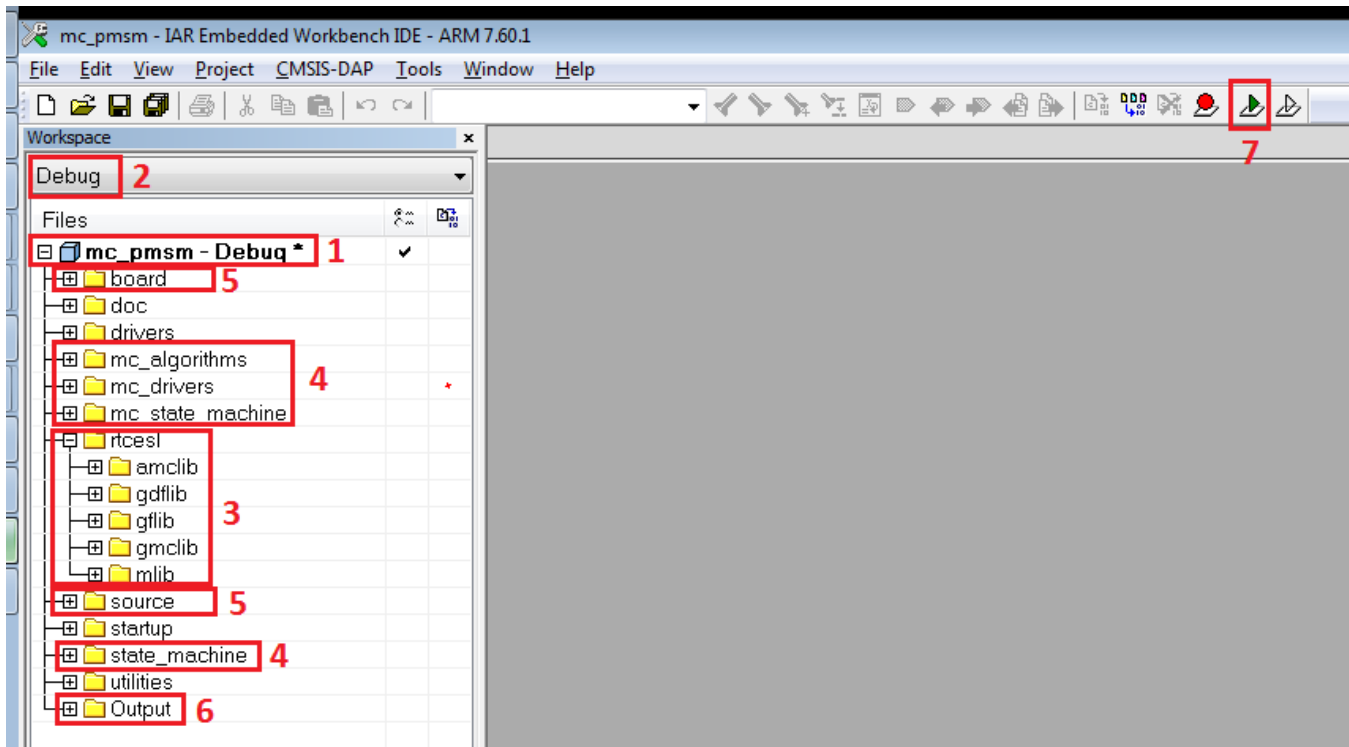 mc_pmsm - IAR Embedded Workbench IDE - ARM 7.60.1
File Edit View Project CMSIS-DAP Tools Window Help
7
Workspace
Debug 2
Files
mc_pmsm - Debug * 1
board 5
doc
drivers
mc_algorithms
mc_drivers 4
mc_state_machine
rtcesl
amclib
gdflib
gflib 3
gmclib
mlib
source 5
startup
state_machine 4
utilities
Output 6